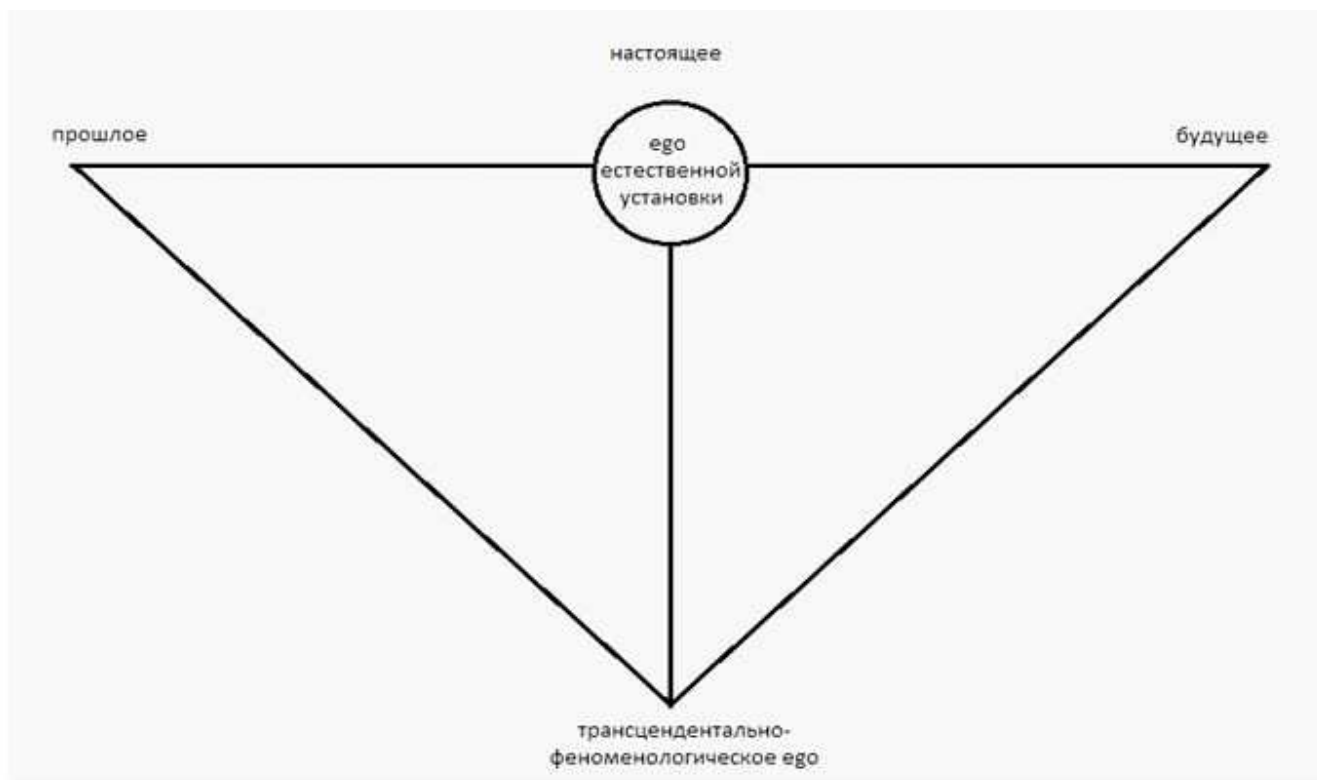 настоящее
прошлое
будущее
ego
естественной
установки
трансцендентально-
феноменологическое ego